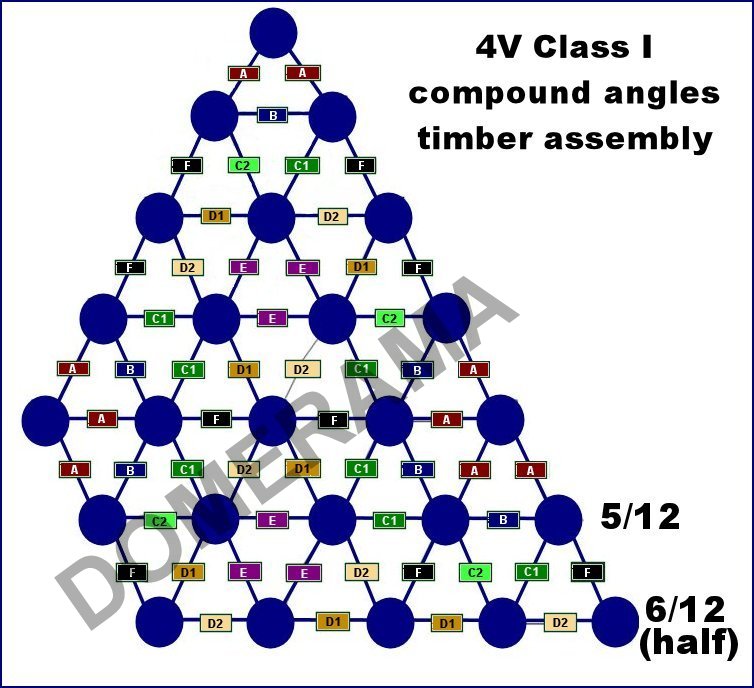 4V Class I
compound angles
timber assembly
A A
B
F C2 C1 F
D1 D2
F D2 E E D1 F
C1 E C2
A B C1 D1 D2 C1 B A
A F F A
A B C1 D2 D1 C1 B A A
C2 E C1 B
5/12
F D1 E E D2 F C2 C1 F
D2 D1 D1 D2
6/12
(half)
DOMERAMA